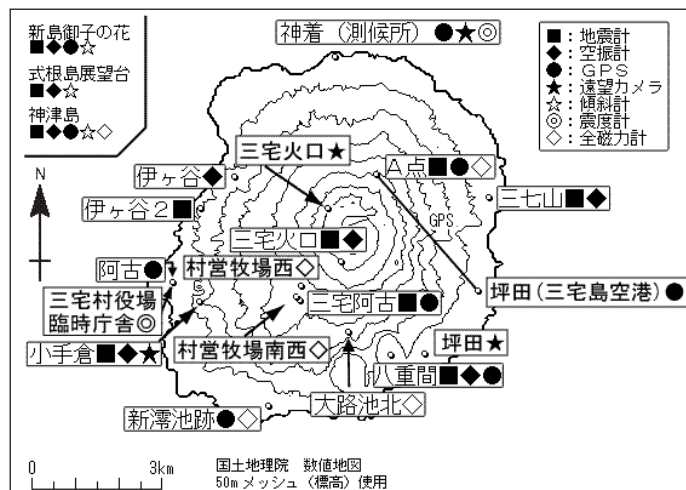 新島御子の花
■◆●☆
式根島展望台
■◆☆
神津島
■◆●☆◇
神着（測候所）●★◎
■：地震計
◆：空振計
●：ＧＰＳ
★：遠望カメラ
☆：傾斜計
◎：震度計
◇：全磁力計
三宅火口★
Ａ点■●◇
伊ヶ谷◆
三七山■◆
伊ヶ谷２■
GPS
三宅火口■◆
阿古●
村営牧場西◇
三宅村役場
臨時庁舎◎
二宅阿古■●
坪田（三宅島空港）●
小手倉■◆★
村営牧場南西◇
坪田★
八重間■◆●
新澪池跡●◇
大路池北◇
N
0 3km
国土地理院　数値地図
50mメッシュ（標高）使用